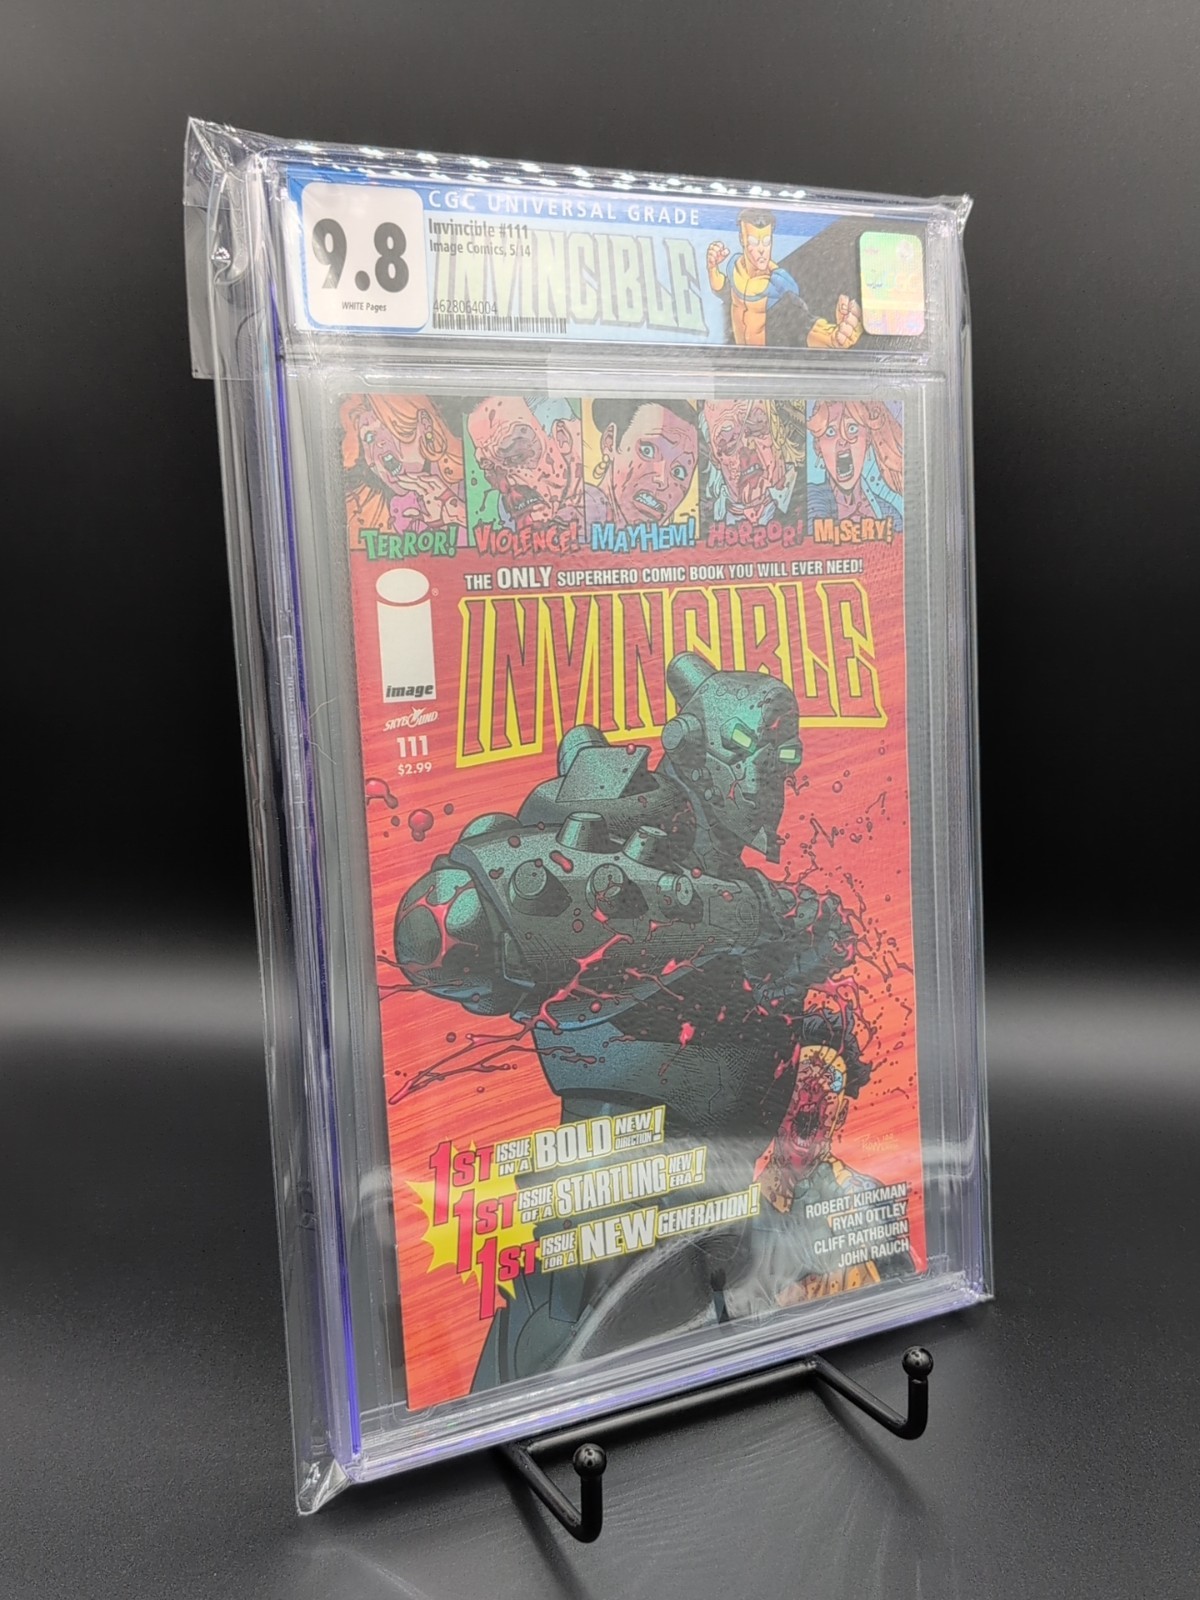 CGC UNIVERSAL GRADE
9.8
WHITE Pages
Invincible #111
Image Comics, 5/14
INVINCIBLE
4628064004
TERROR! VIOLENCE! MAYHEM! HORROR! MISERY!
THE ONLY SUPERHERO COMIC BOOK YOU WILL EVER NEED!
INVINCIBLE
image
SKYBOUND
111
$2.99
1ST ISSUE IN A BOLD NEW DIRECTION!
1ST ISSUE OF A STARTLING NEW ERA!
1ST ISSUE FOR A NEW GENERATION!
ROBERT KIRKMAN
RYAN OTTLEY
CLIFF RATHBURN
JOHN RAUCH